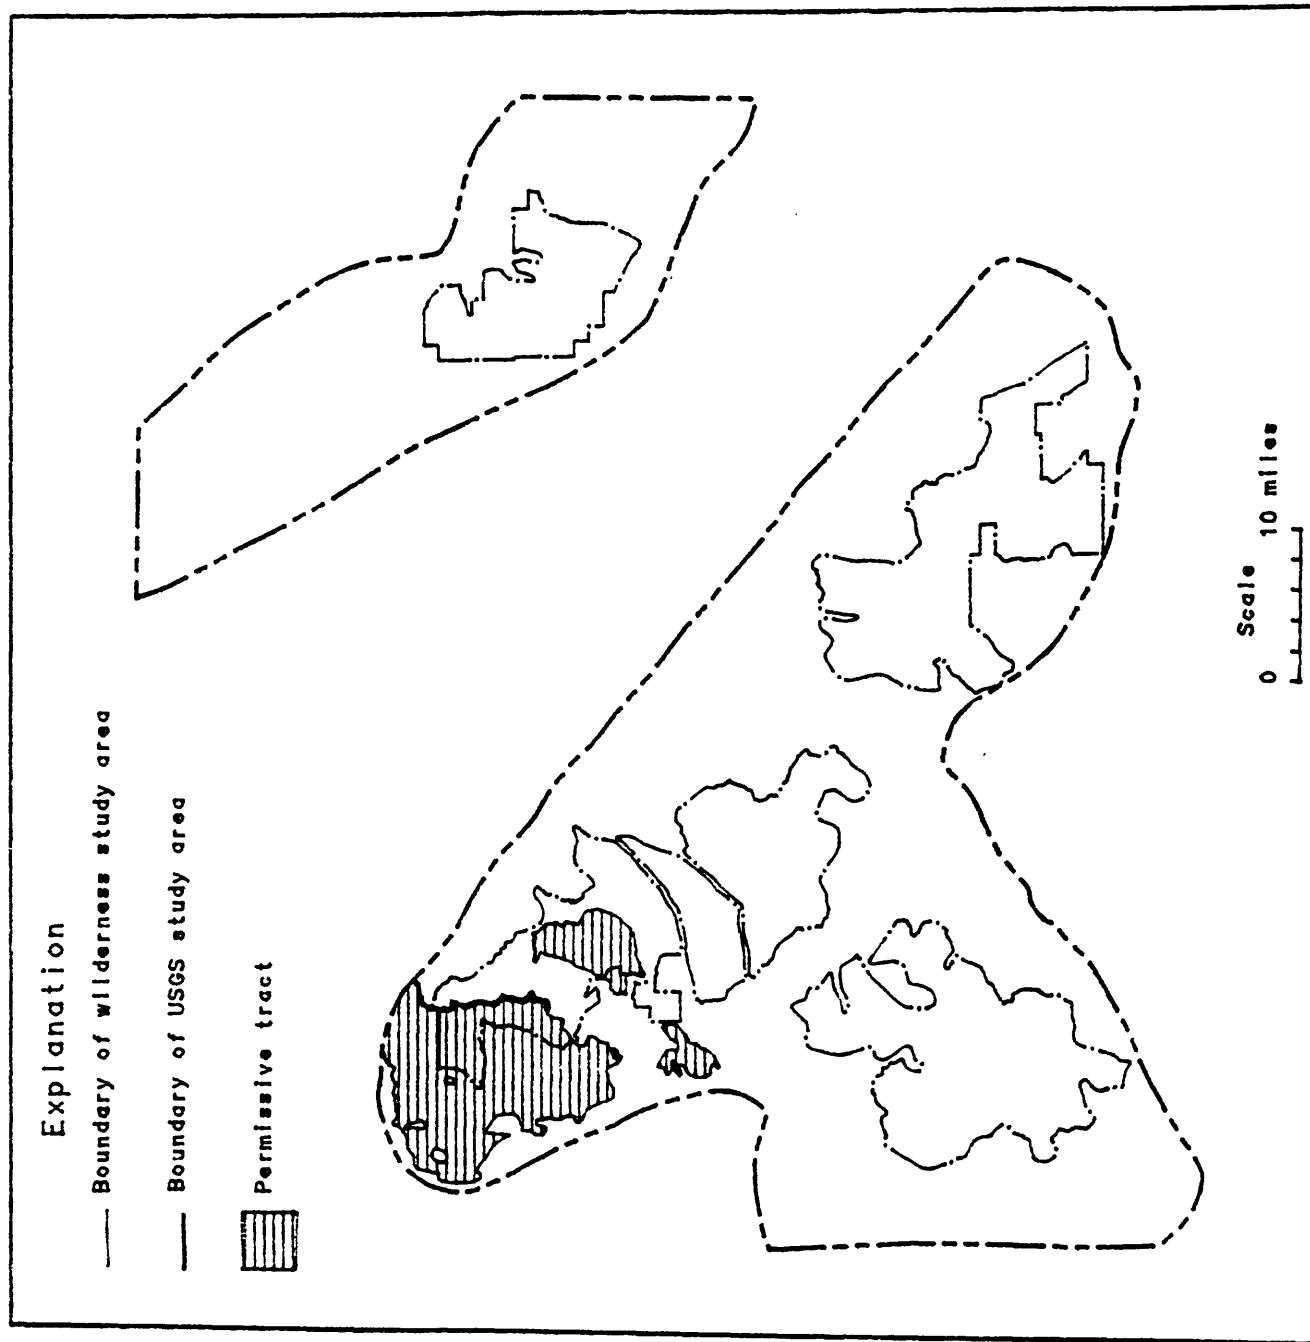 Explanation
Boundary of wilderness study area
Boundary of USGS study area
Permissive tract
Scale
0 10 miles